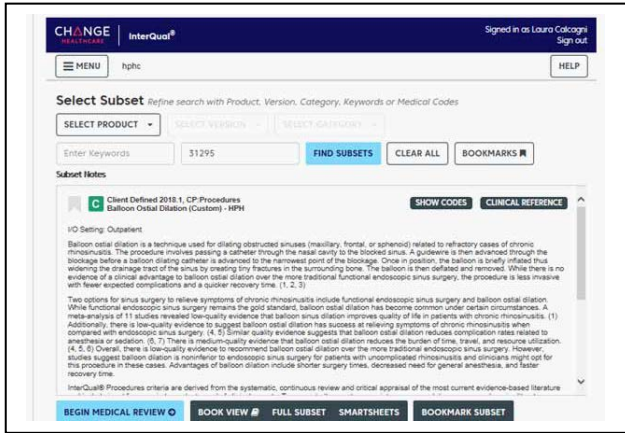 CHANGE
HEALTHCARE
InterQual®
Signed in as Laura Calcagni
Sign out
MENU
hphc
HELP
Select Subset Refine search with Product, Version, Category, Keywords or Medical Codes
SELECT PRODUCT
SELECT VERSION
SELECT CATEGORY
Enter Keywords
31295
FIND SUBSETS
CLEAR ALL
BOOKMARKS
Subset Notes
C
Client Defined 2018.1, CP:Procedures
Balloon Ostial Dilation (Custom) - HPH
SHOW CODES
CLINICAL REFERENCE
I/O Setting: Outpatient
Balloon ostial dilation is a technique used for dilating obstructed sinuses (maxillary, frontal, or sphenoid) related to refractory cases of chronic
rhinosinusitis. The procedure involves passing a catheter through the nasal cavity to the blocked sinus. A guidewire is then advanced through the
blockage before a balloon dilating catheter is advanced to the narrowest point of the blockage. Once in position, the balloon is briefly inflated thus
widening the drainage tract of the sinus by creating tiny fractures in the surrounding bone. The balloon is then deflated and removed. While there is no
evidence of a clinical advantage to balloon ostial dilation over the more traditional functional endoscopic sinus surgery, the procedure is less invasive
with fewer expected complications and a quicker recovery time. (1, 2, 3)
Two options for sinus surgery to relieve symptoms of chronic rhinosinusitis include functional endoscopic sinus surgery and balloon ostial dilation.
While functional endoscopic sinus surgery remains the gold standard, balloon ostial dilation has become common under certain circumstances. A
meta-analysis of 11 studies revealed low-quality evidence that balloon sinus dilation improves quality of life in patients with chronic rhinosinusitis. (1)
Additionally, there is low-quality evidence to suggest balloon ostial dilation has success at relieving symptoms of chronic rhinosinusitis when
compared with endoscopic sinus surgery. (4, 5) Similar quality evidence suggests that balloon ostial dilation reduces complication rates related to
anesthesia or sedation. (6, 7) There is medium-quality evidence that balloon ostial dilation reduces the burden of time, travel, and resource utilization.
(4, 5, 6) Overall, there is low-quality evidence to recommend balloon ostial dilation over the more traditional endoscopic sinus surgery. However,
studies suggest balloon dilation is noninferior to endoscopic sinus surgery for patients with uncomplicated rhinosinusitis and clinicians might opt for
this procedure in these cases. Advantages of balloon dilation include shorter surgery times, decreased need for general anesthesia, and faster
recovery time.
InterQual® Procedures criteria are derived from the systematic, continuous review and critical appraisal of the most current evidence-based literature
BEGIN MEDICAL REVIEW
BOOK VIEW
FULL SUBSET
SMARTSHEETS
BOOKMARK SUBSET